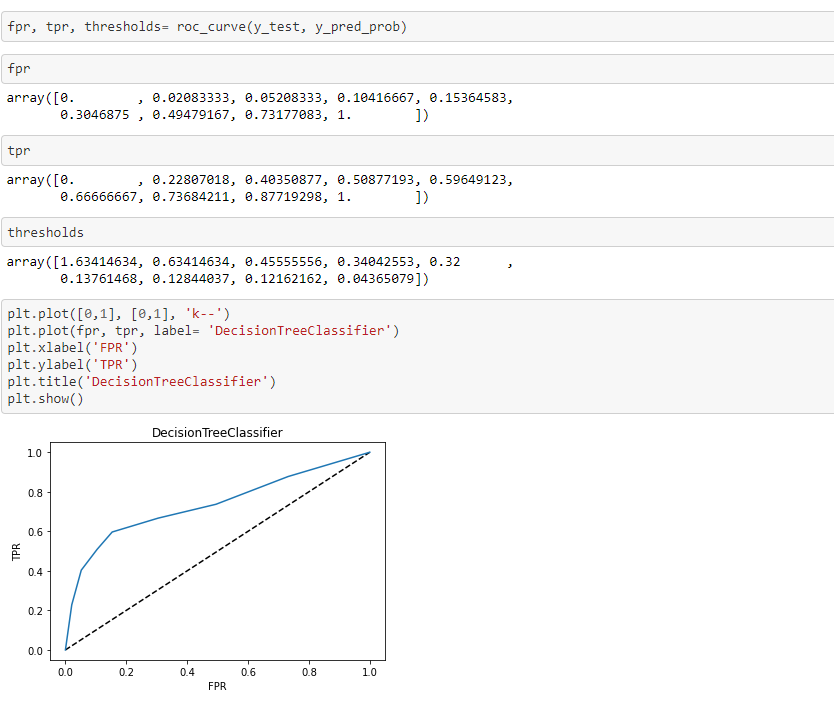 fpr, tpr, thresholds= roc_curve(y_test, y_pred_prob)
fpr
array([0.        , 0.02083333, 0.05208333, 0.10416667, 0.15364583,
       0.3046875 , 0.49479167, 0.73177083, 1.        ])
tpr
array([0.        , 0.22807018, 0.40350877, 0.50877193, 0.59649123,
       0.66666667, 0.73684211, 0.87719298, 1.        ])
thresholds
array([1.63414634, 0.63414634, 0.45555556, 0.34042553, 0.32      ,
       0.13761468, 0.12844037, 0.12162162, 0.04365079])
plt.plot([0,1], [0,1], 'k--')
plt.plot(fpr, tpr, label= 'DecisionTreeClassifier')
plt.xlabel('FPR')
plt.ylabel('TPR')
plt.title('DecisionTreeClassifier')
plt.show()
DecisionTreeClassifier
1.0
0.8
0.6
0.4
0.2
0.0
TPR
0.0 0.2 0.4 0.6 0.8 1.0
FPR